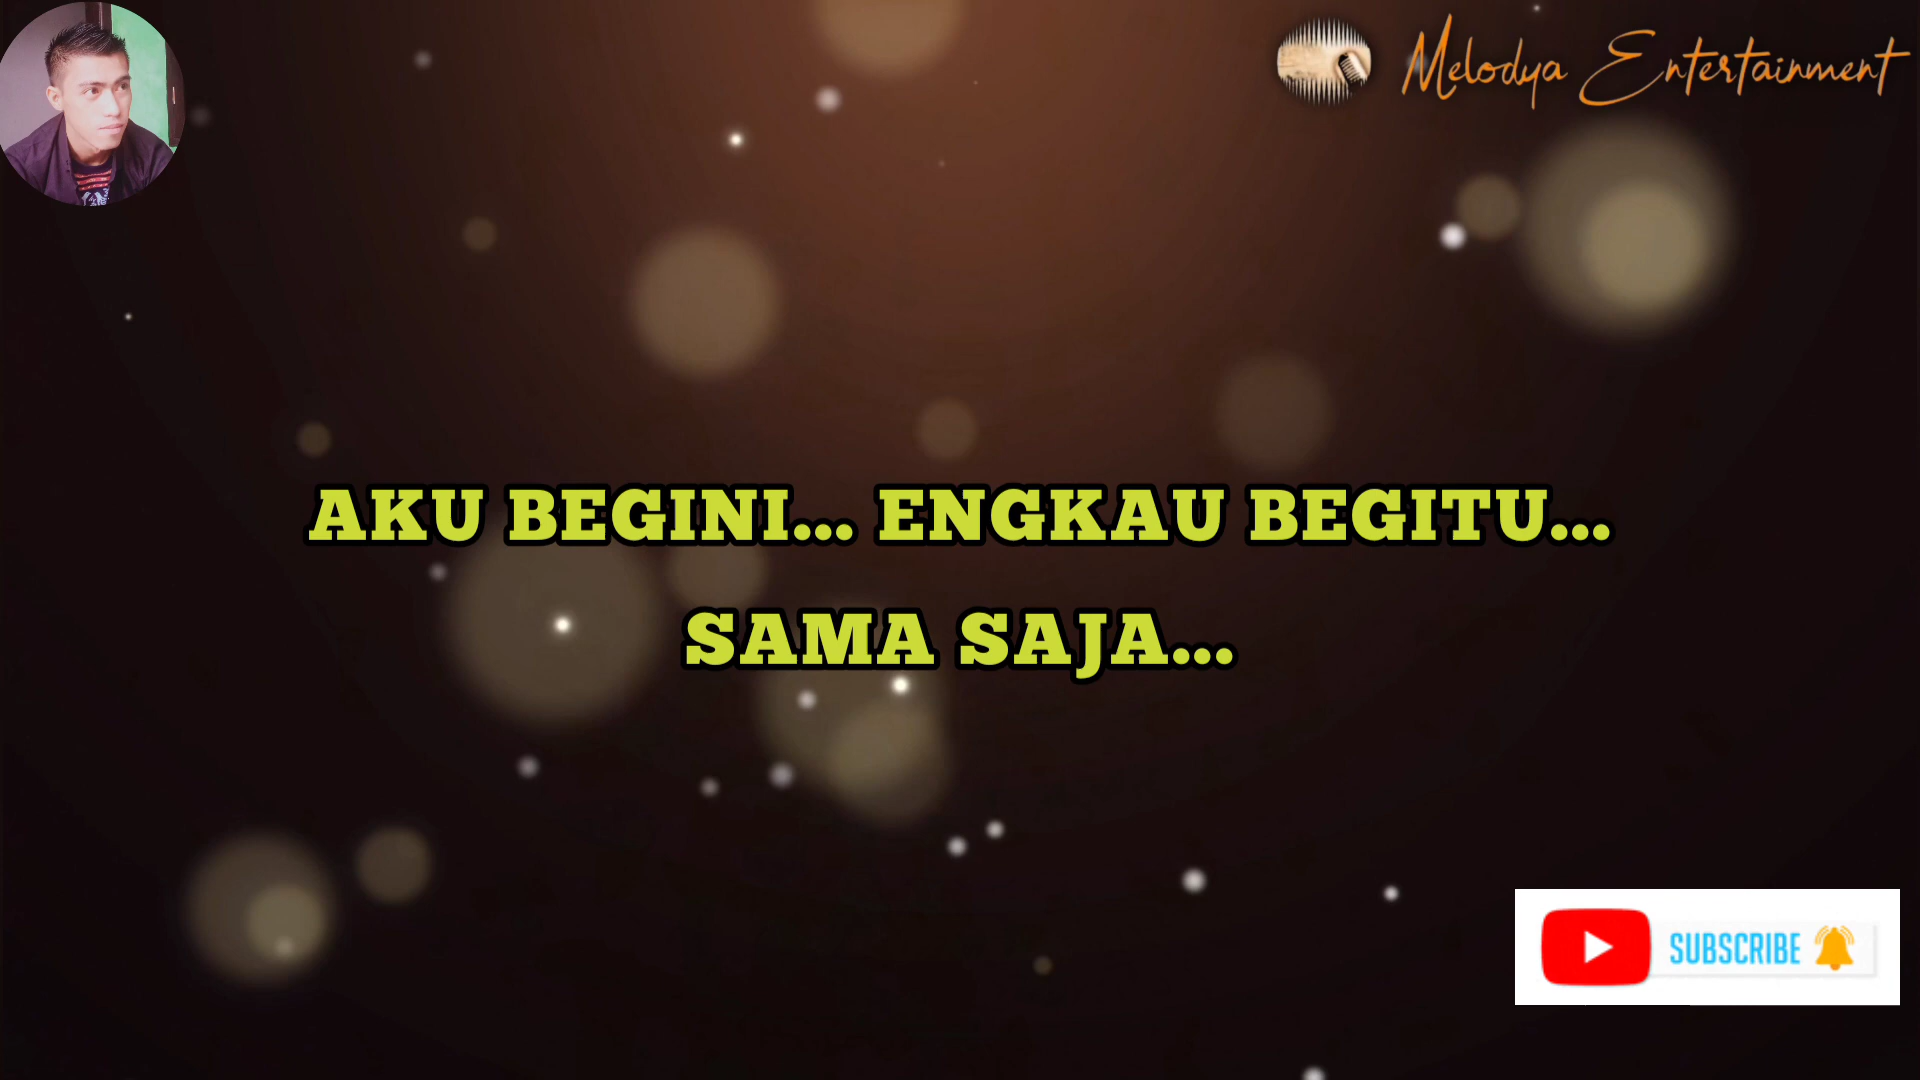 Melodya Entertainment
AKU BEGINI... ENGKAU BEGITU...
SAMA SAJA...
SUBSCRIBE